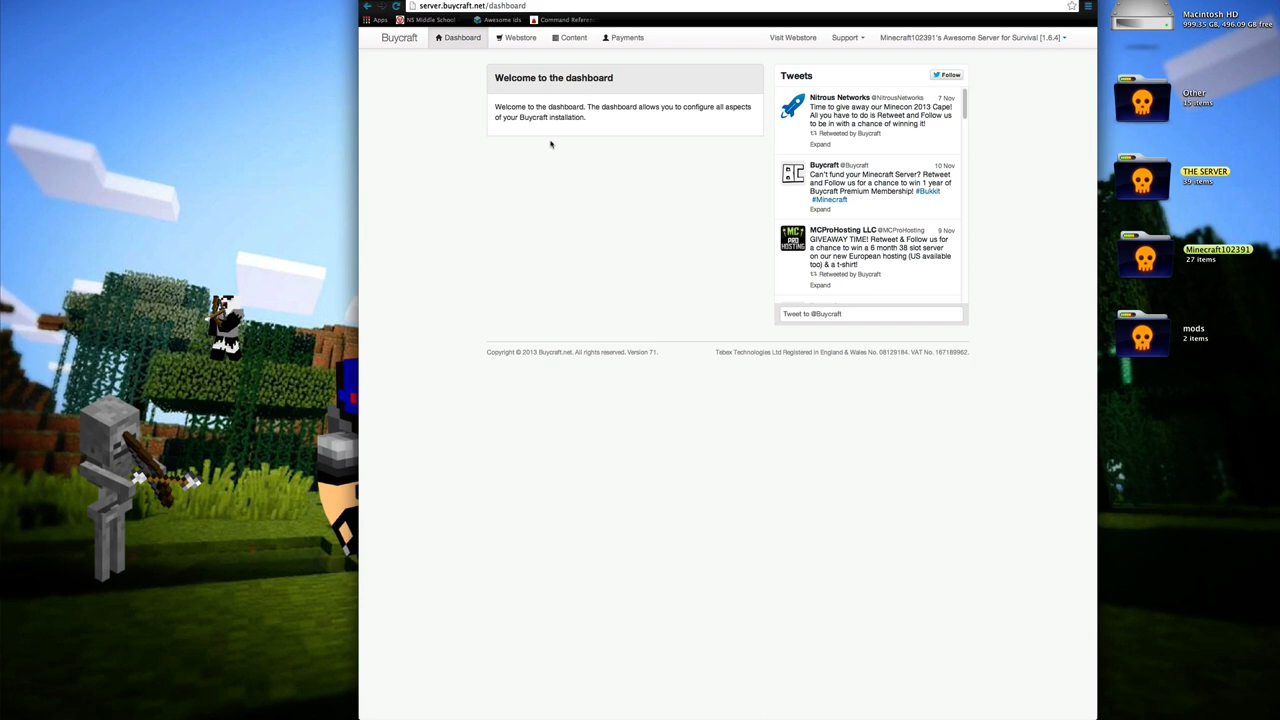 server.buycraft.net/dashboard
Apps NS Middle School Awesome ids Command Referenc
Buycraft Dashboard Webstore Content Payments Visit Webstore Support Minecraft102391's Awesome Server for Survival [1.6.4]
Welcome to the dashboard
Welcome to the dashboard. The dashboard allows you to configure all aspects
of your Buycraft installation.
Tweets Follow
Nitrous Networks @NitrousNetworks 7 Nov
Time to give away our Minecon 2013 Cape!
All you have to do is Retweet and Follow us
to be in with a chance of winning it!
Retweeted by Buycraft
Expand
Buycraft @Buycraft 10 Nov
Can't fund your Minecraft Server? Retweet
and Follow us for a chance to win 1 year of
Buycraft Premium Membership! #Bukkit
#Minecraft
Expand
MCProHosting LLC @MCProHosting 9 Nov
GIVEAWAY TIME! Retweet & Follow us for
a chance to win a 6 month 38 slot server
on our new European hosting (US available
too) & a t-shirt!
Retweeted by Buycraft
Expand
Tweet to @Buycraft
Copyright © 2013 Buycraft.net. All rights reserved. Version 71. Tebex Technologies Ltd Registered in England & Wales No. 08129184. VAT No. 167189962.
Macintosh HD
999.35 GB, 496.09 GB free
Other
15 items
THE SERVER
39 items
Minecraft102391
27 items
mods
2 items
BC
MC
PRO
HOSTING